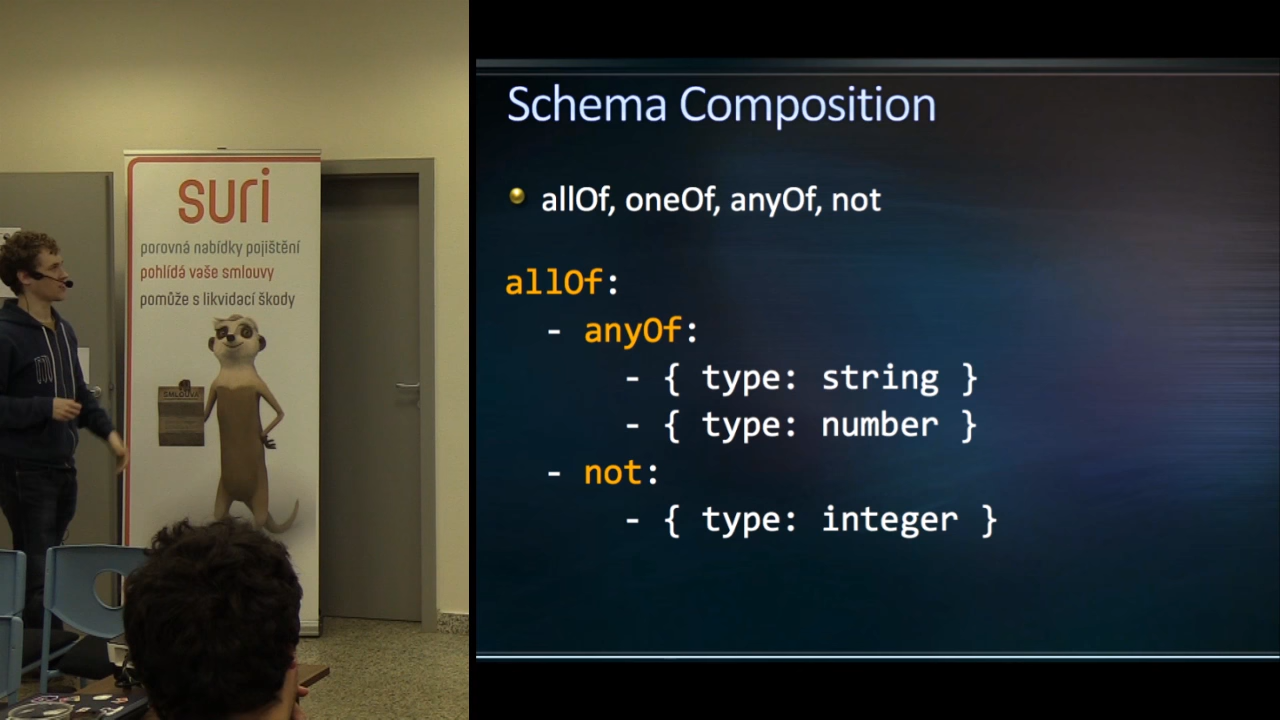 suri
porovná nabídky pojištění
pohlídá vaše smlouvy
pomůže s likvidací škody
SMLOUVA
Schema Composition
allOf, oneOf, anyOf, not
allOf:
- anyOf:
- { type: string }
- { type: number }
- not:
- { type: integer }